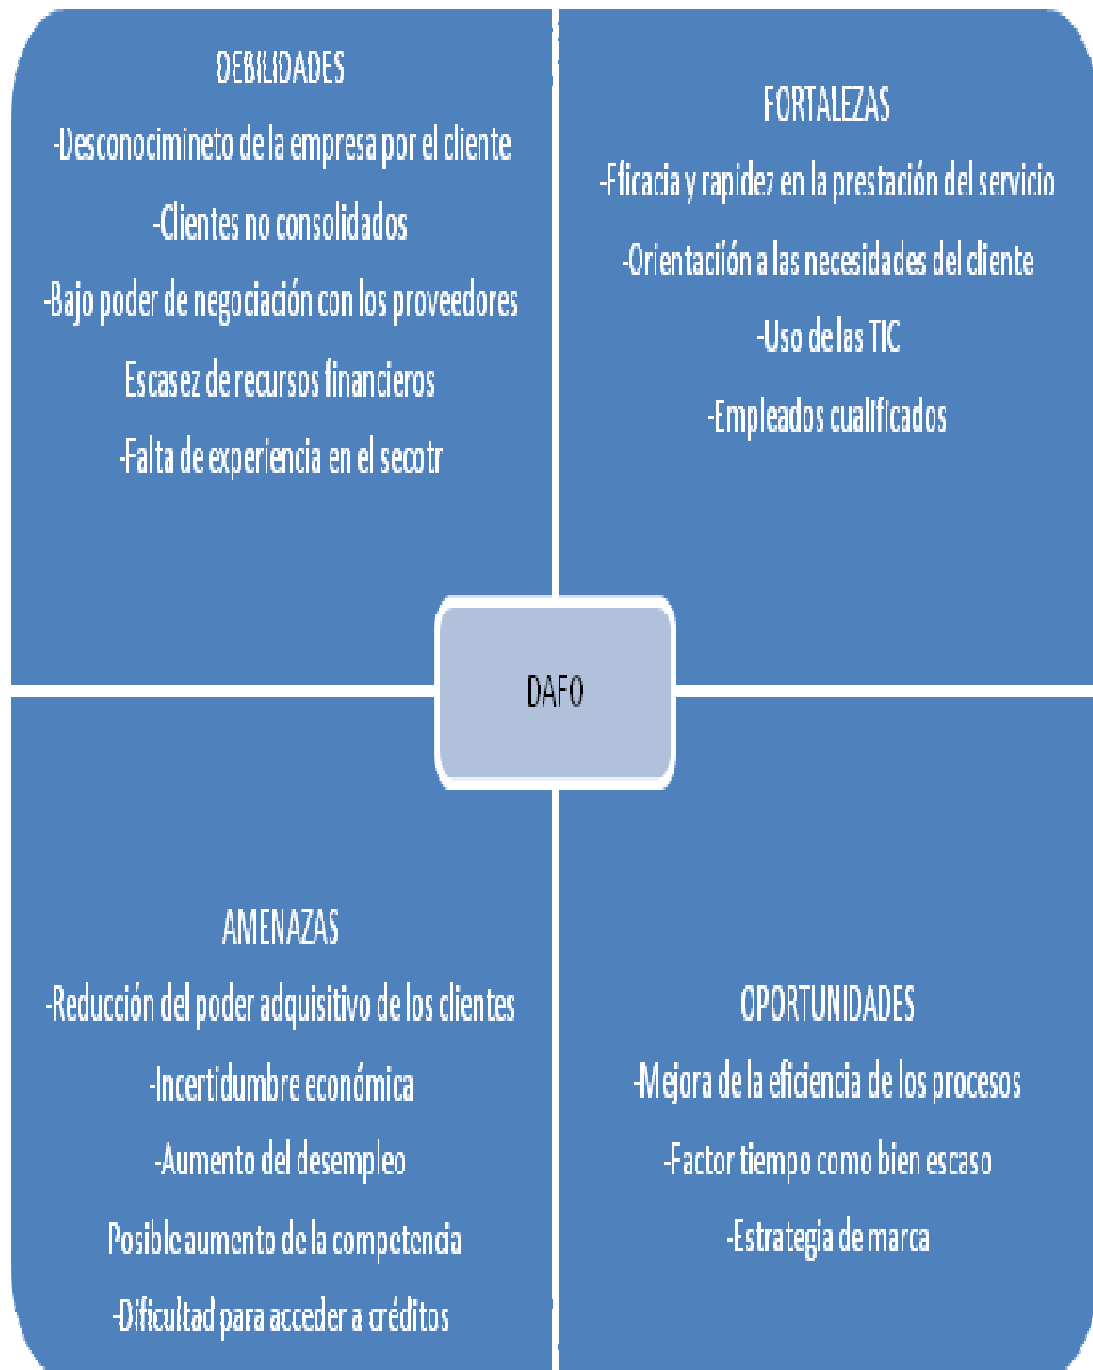 DEBILIDADES
-Desconocimineto de la empresa por el cliente
-Clientes no consolidados
-Bajo poder de negociación con los proveedores
Escasez de recursos financieros
-Falta de experiencia en el secotr
FORTALEZAS
-Eficacia y rapidez en la prestación del servicio
-Orientaciión a las necesidades del cliente
-Uso de las TIC
-Empleados cualificados
DAFO
AMENAZAS
-Reducción del poder adquisitivo de los clientes
-Incertidumbre económica
-Aumento del desempleo
Posible aumento de la competencia
-Dificultad para acceder a créditos
OPORTUNIDADES
-Mejora de la eficiencia de los procesos
-Factor tiempo como bien escaso
-Estrategia de marca